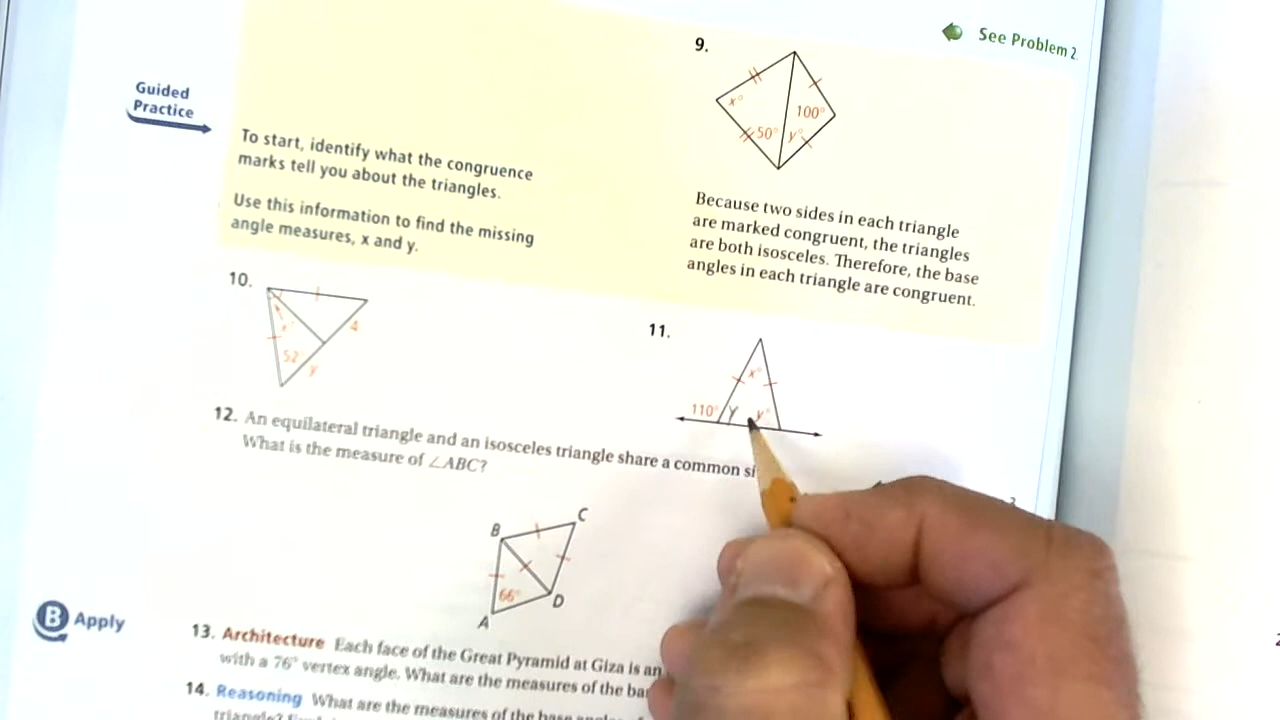 See Problem 2
Guided
Practice
To start, identify what the congruence
marks tell you about the triangles.
Use this information to find the missing
angle measures, x and y.
9.
x°
100°
50°
y°
Because two sides in each triangle
are marked congruent, the triangles
are both isosceles. Therefore, the base
angles in each triangle are congruent.
10.
4
52°
y
11.
x°
110°
y
y°
12. An equilateral triangle and an isosceles triangle share a common si
What is the measure of ∠ABC?
B
C
66°
D
A
B Apply
13. Architecture Each face of the Great Pyramid at Giza is an
with a 76° vertex angle. What are the measures of the ba
14. Reasoning What are the measures of the base angles of